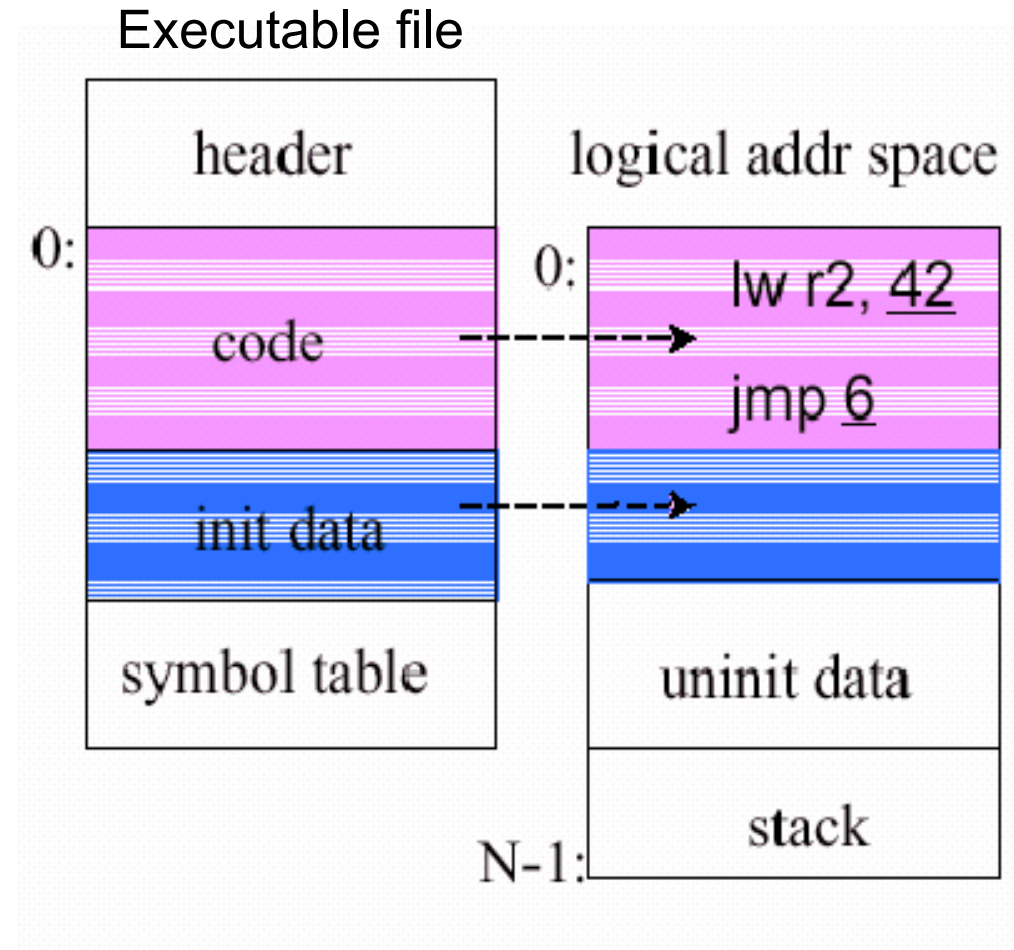 Executable file
header
0:
code
init data
symbol table
logical addr space
0:
lw r2, 42
jmp 6
uninit data
stack
N-1: